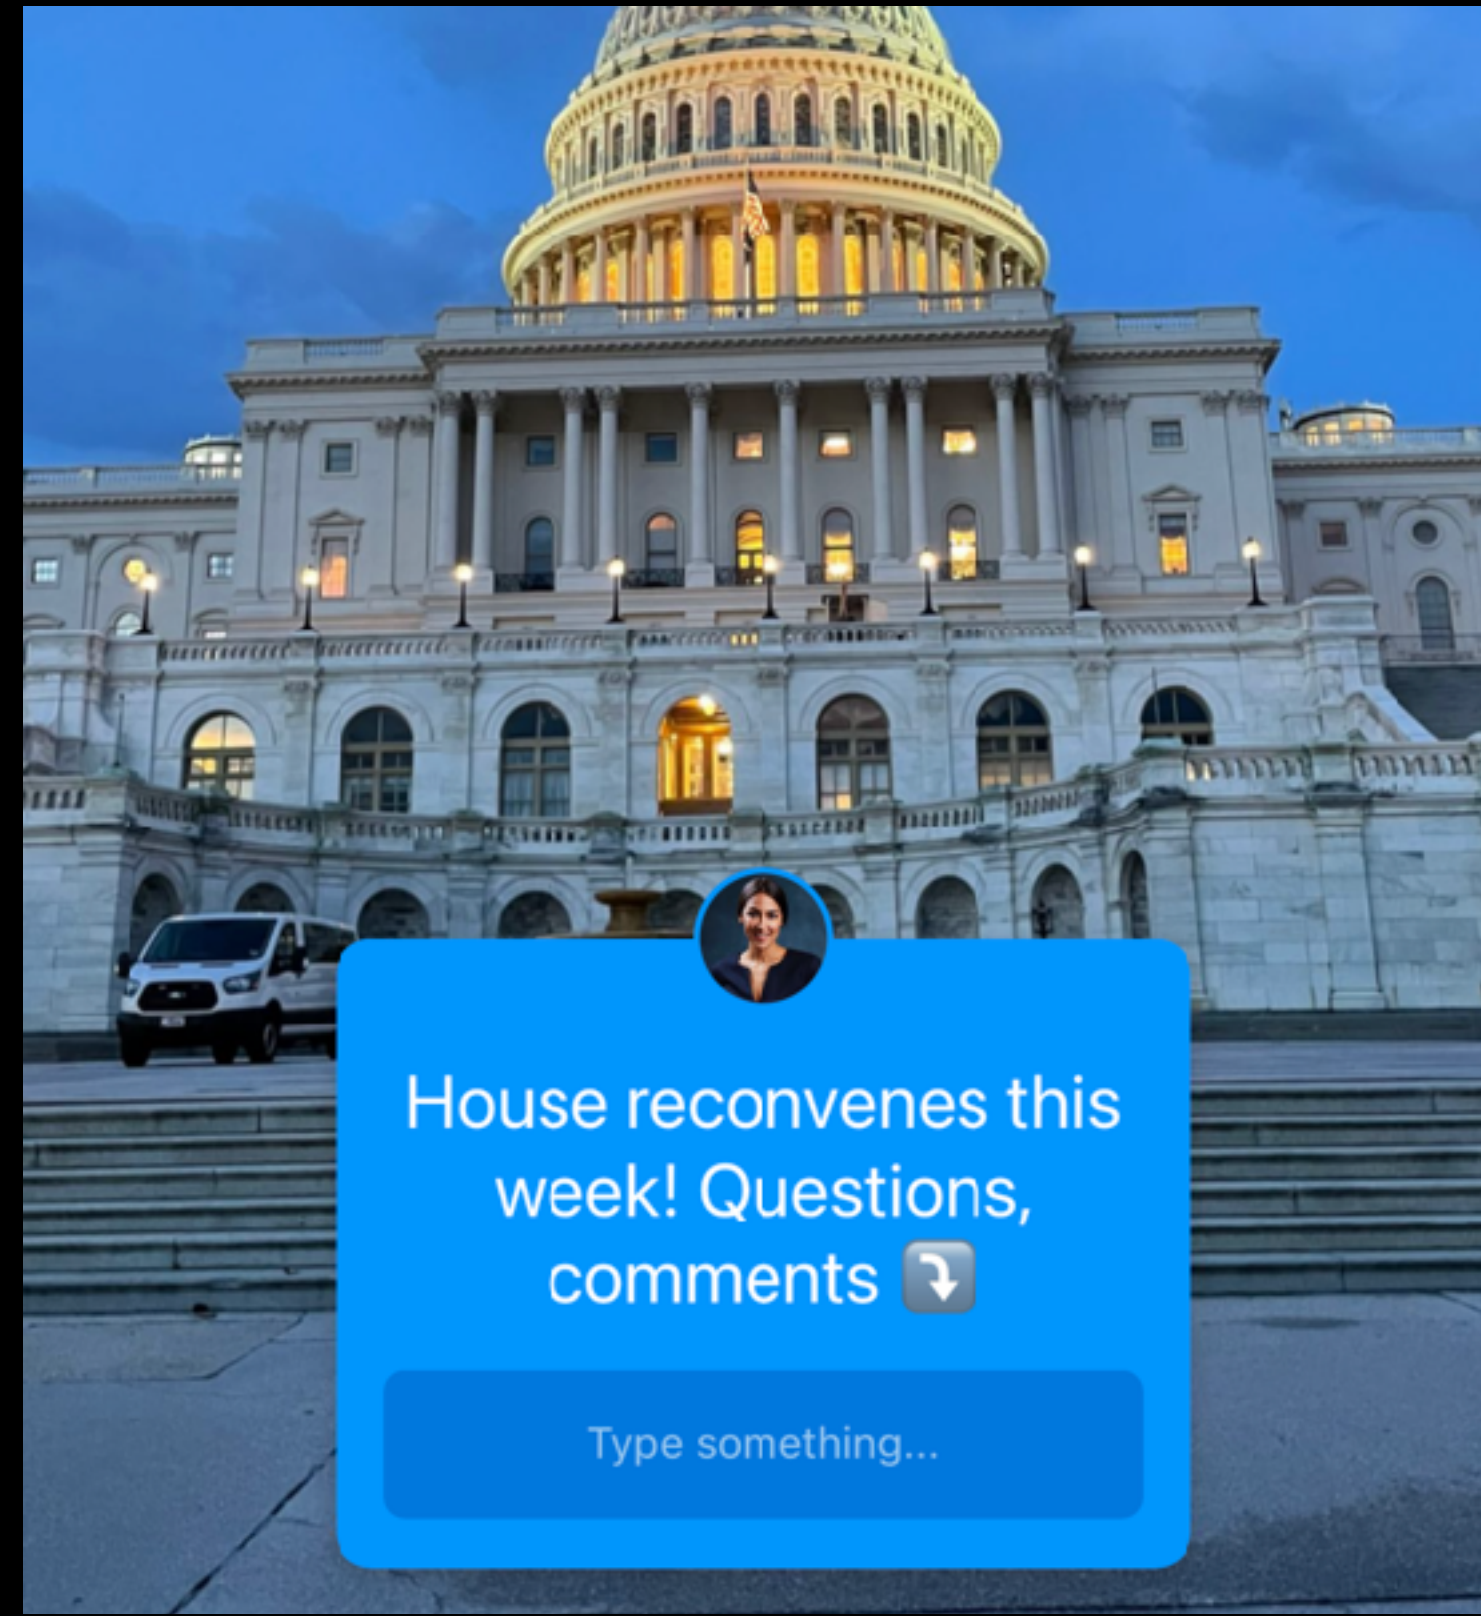 House reconvenes this
week! Questions,
comments ⤵️
Type something...